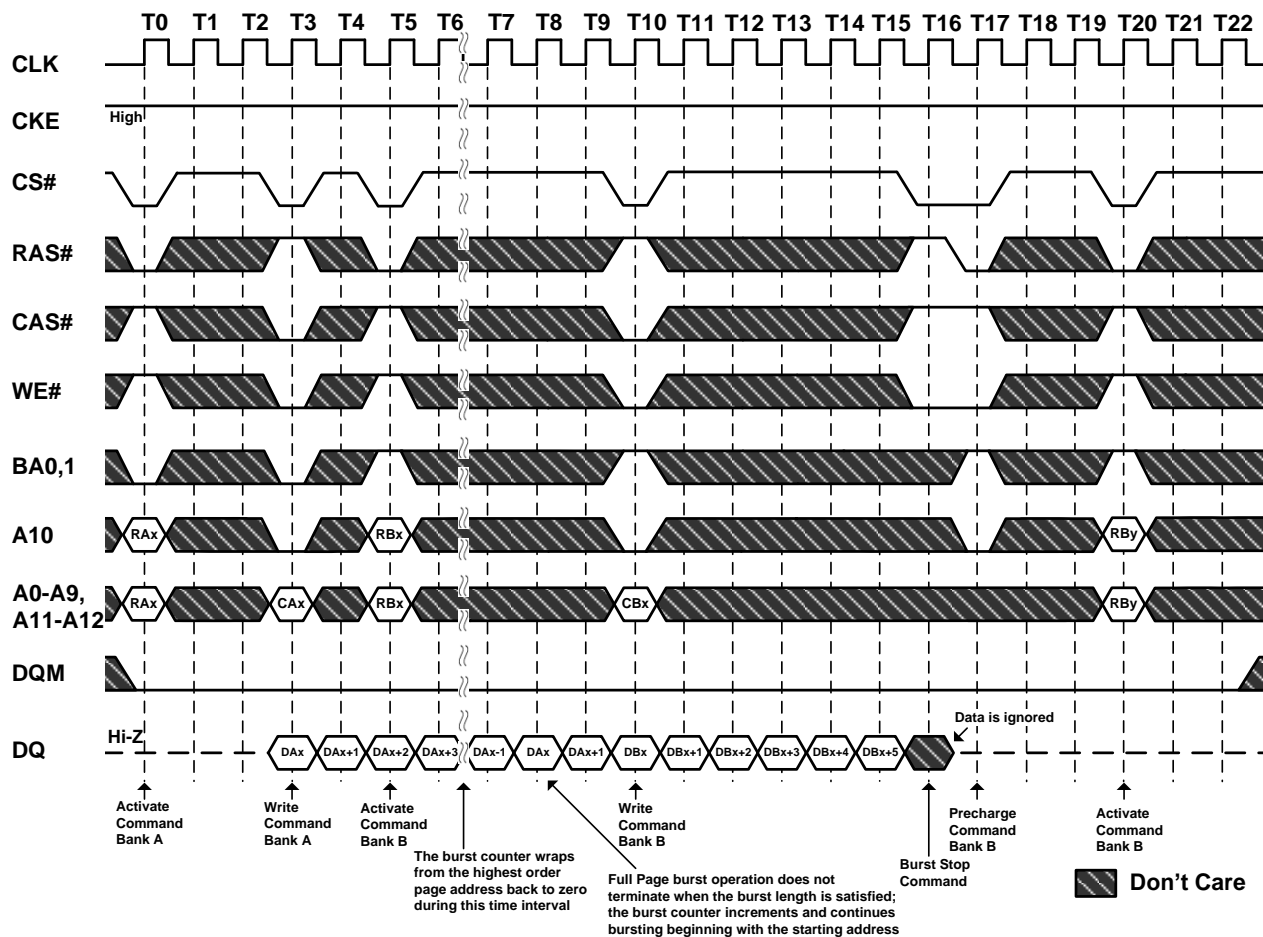 T0 T1 T2 T3 T4 T5 T6 T7 T8 T9 T10 T11 T12 T13 T14 T15 T16 T17 T18 T19 T20 T21 T22
CLK
CKE
High
CS#
RAS#
CAS#
WE#
BA0,1
A10
RAx RBx RBy
A0-A9,
A11-A12
RAx CAx RBx CBx RBy
DQM
DQ
Hi-Z
DAx DAx+1 DAx+2 DAx+3 DAx-1 DAx DAx+1 DBx DBx+1 DBx+2 DBx+3 DBx+4 DBx+5
Data is ignored
Activate
Command
Bank A
Write
Command
Bank A
Activate
Command
Bank B
The burst counter wraps
from the highest order
page address back to zero
during this time interval
Full Page burst operation does not
terminate when the burst length is satisfied;
the burst counter increments and continues
bursting beginning with the starting address
Write
Command
Bank B
Burst Stop
Command
Precharge
Command
Bank B
Activate
Command
Bank B
Don't Care